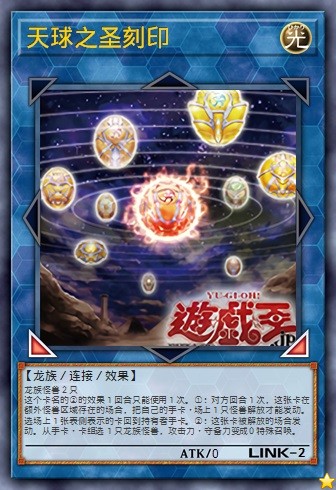 天球之圣刻印
光
YU-GI-OH!
遊戯王
.JP
【龙族／连接／效果】
龙族怪兽２只
这个卡名的②的效果１回合只能使用１次。①：对方回合１次，这张卡在
额外怪兽区域存在的场合，把自己的手卡·场上１只怪兽解放才能发动。
选场上１张表侧表示的卡回到持有者手卡。②：这张卡被解放的场合发
动。从手卡·卡组选１只龙族怪兽，攻击力·守备力变成０特殊召唤。
ATK/0 LINK-2